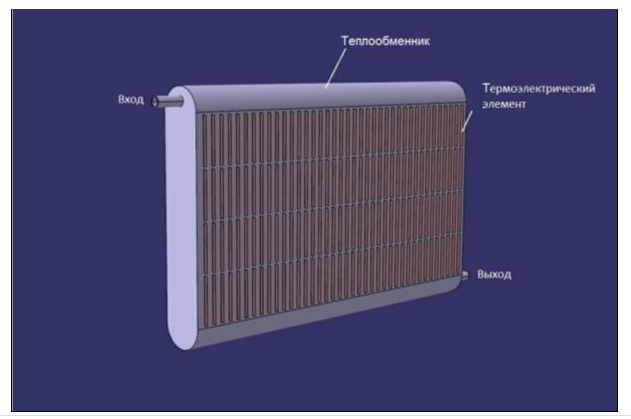 Теплообменник
Вход
Термоэлектрический
элемент
Выход